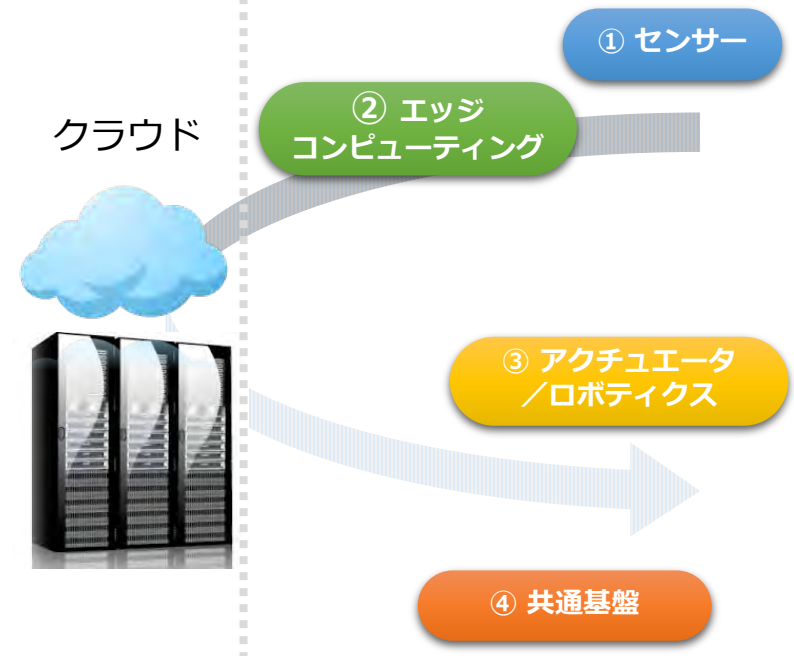 ① センサー
② エッジ
コンピューティング
クラウド
③ アクチュエータ
／ロボティクス
④ 共通基盤